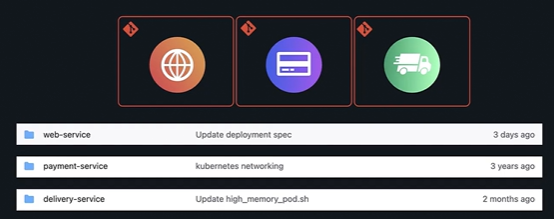 web-service Update deployment spec 3 days ago
payment-service kubernetes networking 3 years ago
delivery-service Update high_memory_pod.sh 2 months ago